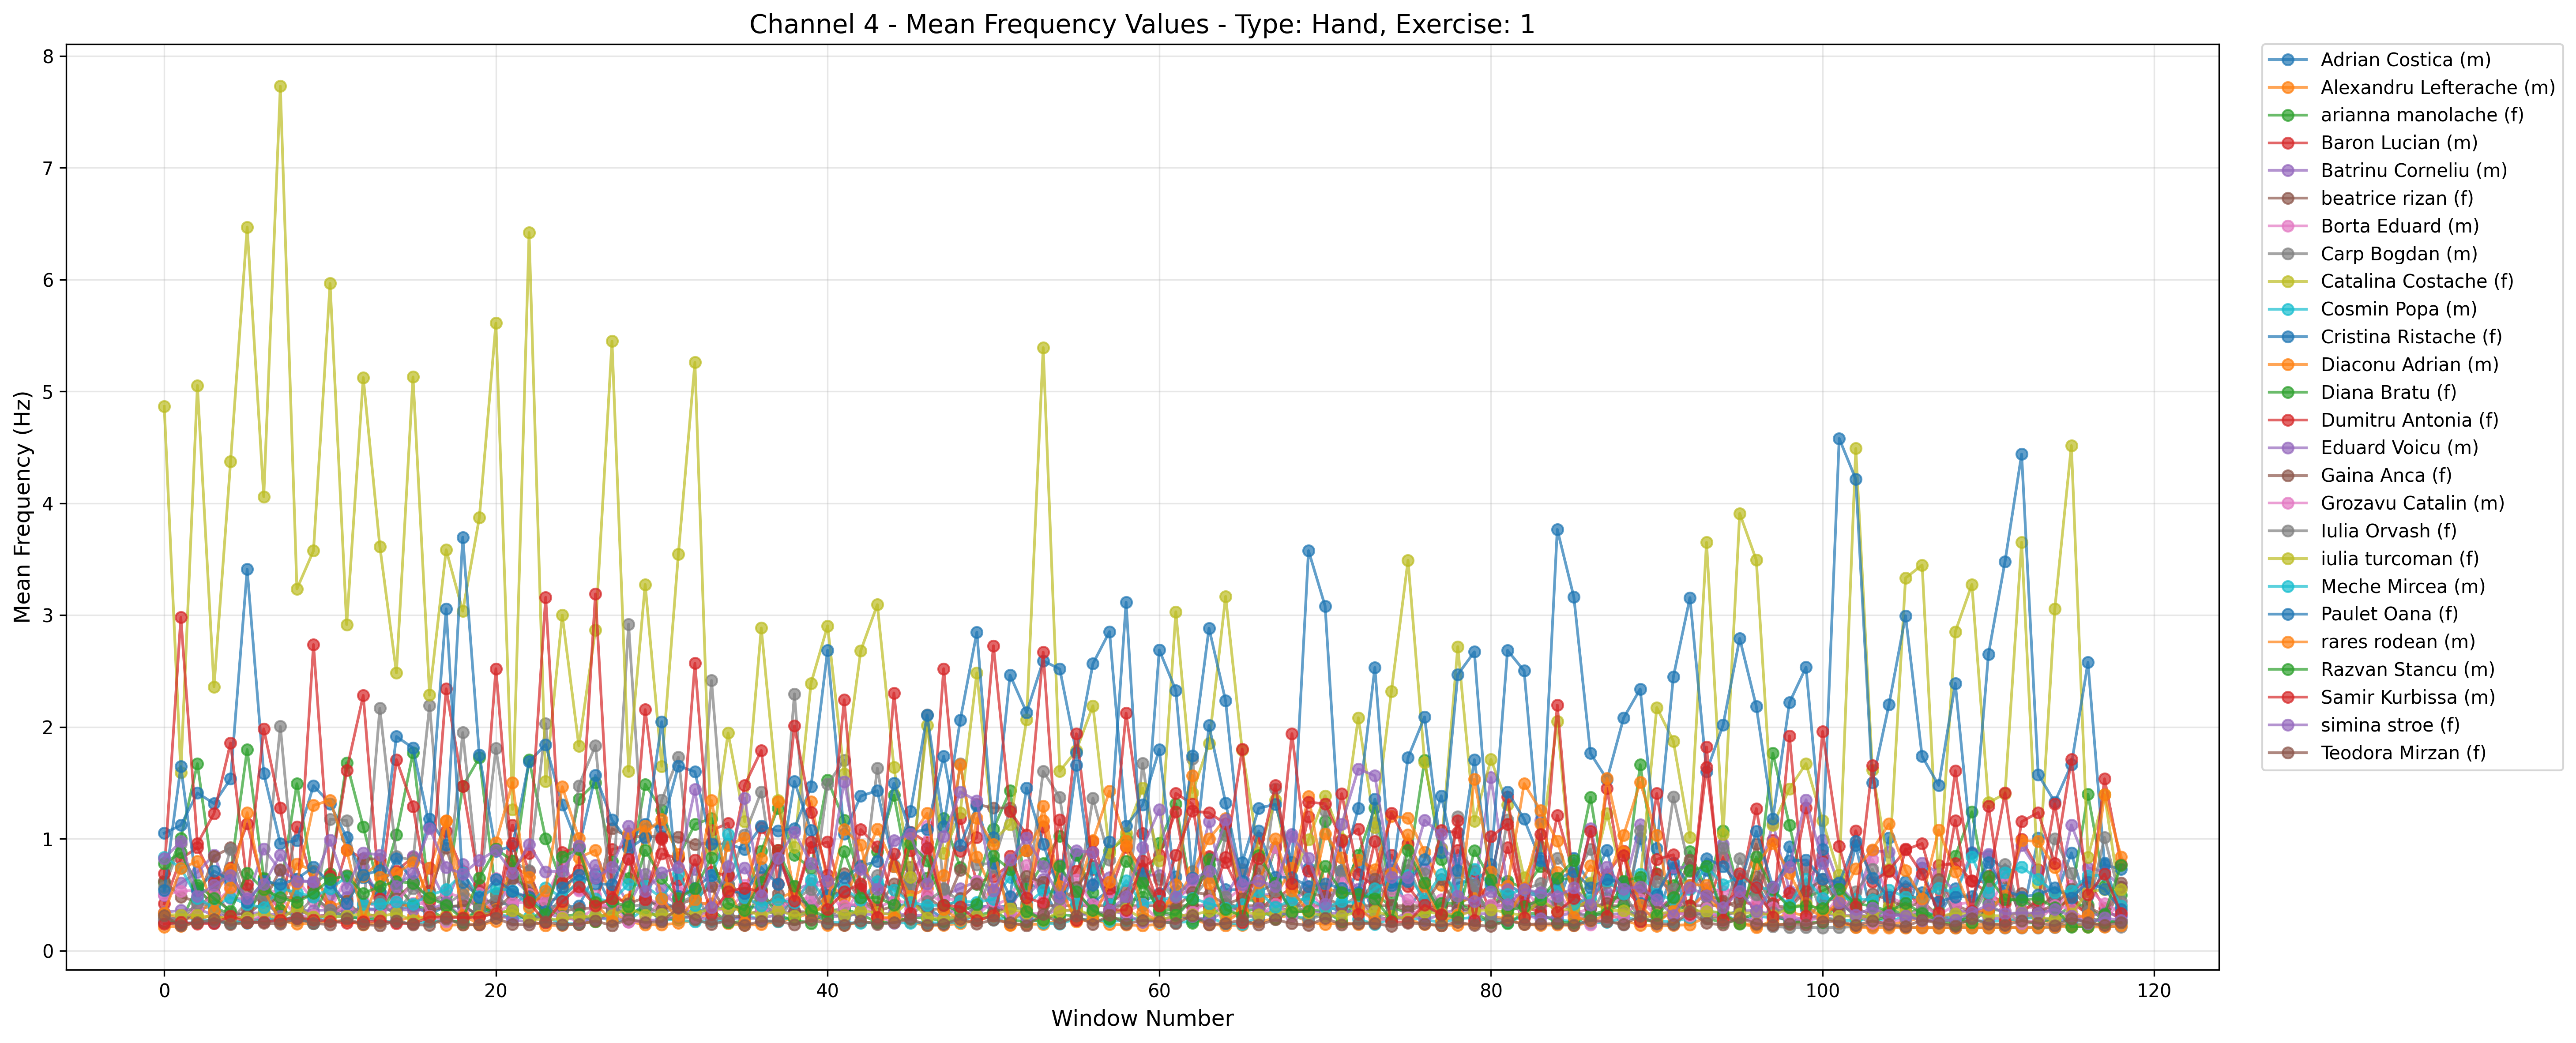 Channel 4 - Mean Frequency Values - Type: Hand, Exercise: 1
8
7
6
5
4
3
2
1
0
Mean Frequency (Hz)
0 20 40 60 80 100 120
Window Number
Adrian Costica (m)
Alexandru Lefterache (m)
arianna manolache (f)
Baron Lucian (m)
Batrinu Corneliu (m)
beatrice rizan (f)
Borta Eduard (m)
Carp Bogdan (m)
Catalina Costache (f)
Cosmin Popa (m)
Cristina Ristache (f)
Diaconu Adrian (m)
Diana Bratu (f)
Dumitru Antonia (f)
Eduard Voicu (m)
Gaina Anca (f)
Grozavu Catalin (m)
Iulia Orvash (f)
iulia turcoman (f)
Meche Mircea (m)
Paulet Oana (f)
rares rodean (m)
Razvan Stancu (m)
Samir Kurbissa (m)
simina stroe (f)
Teodora Mirzan (f)